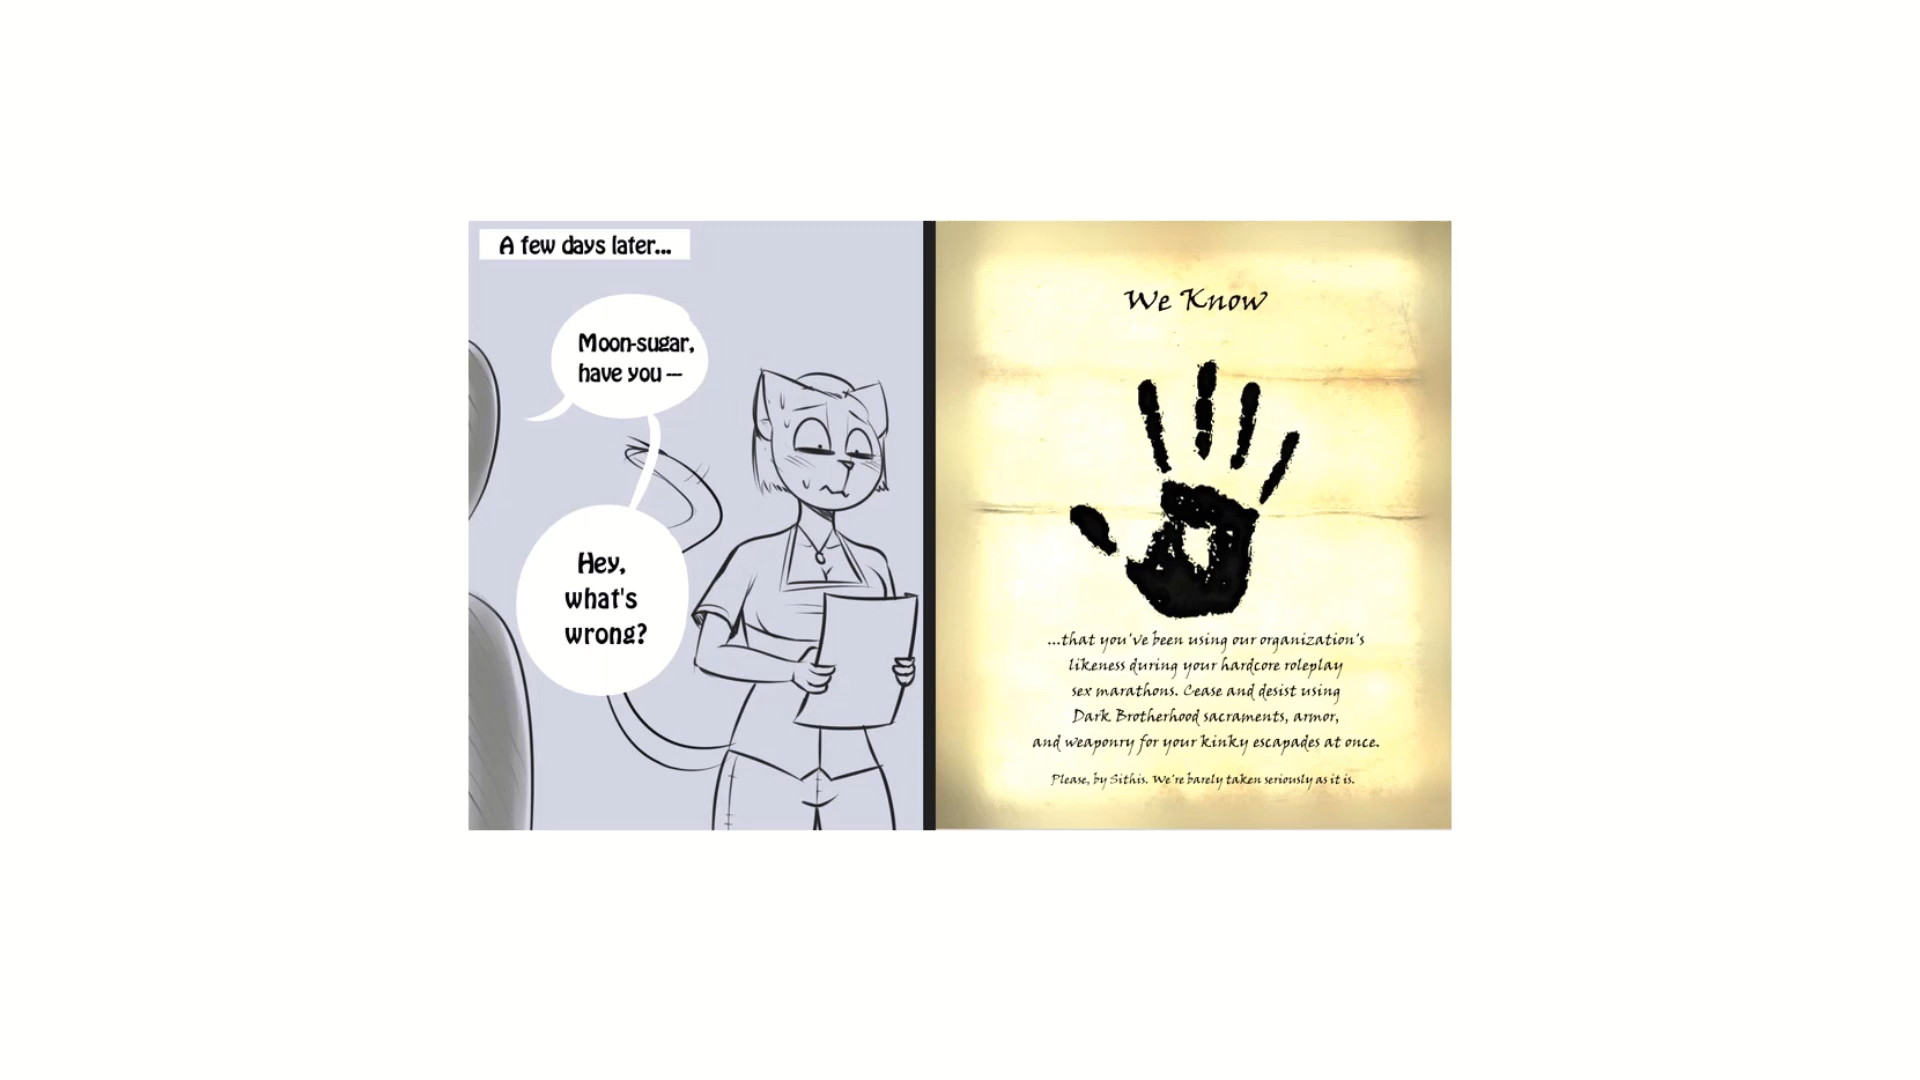 A few days later...
Moon-sugar,
have you --
Hey,
what's
wrong?
We Know
...that you've been using our organization's
likeness during your hardcore roleplay
sex marathons. Cease and desist using
Dark Brotherhood sacraments, armor,
and weaponry for your kinky escapades at once.
Please, by Sithis. We're barely taken seriously as it is.